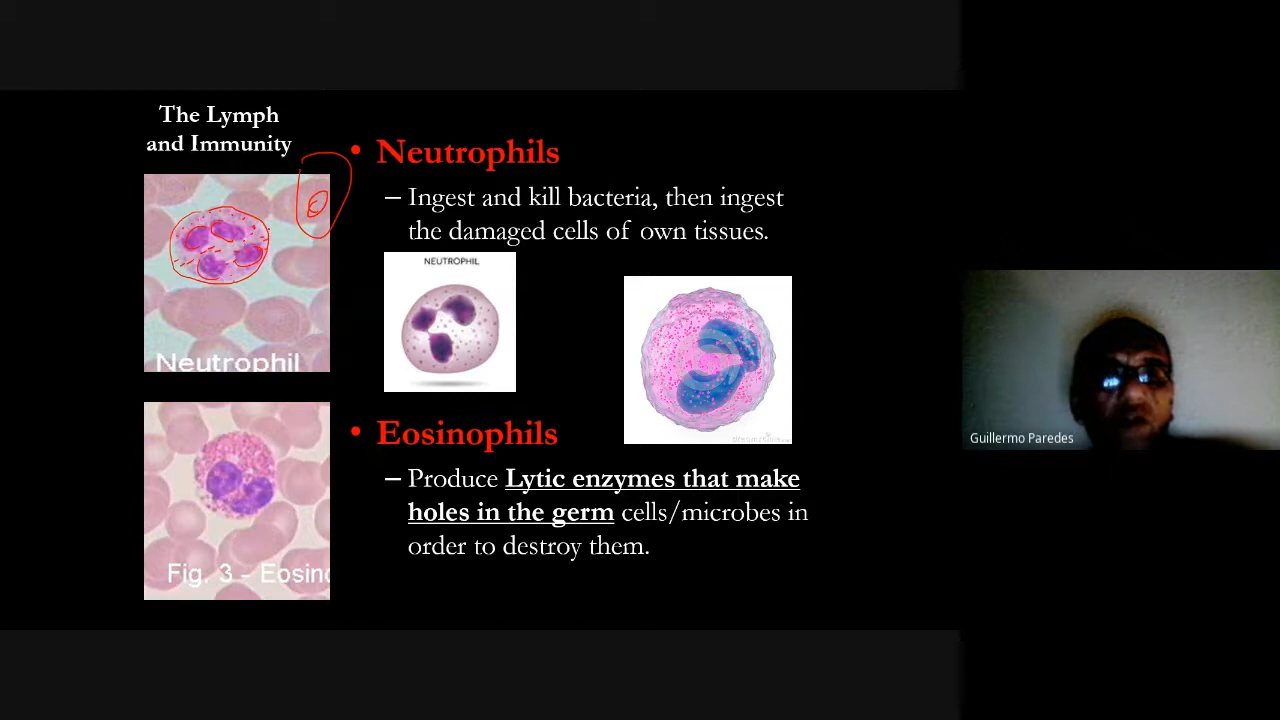 The Lymph
and Immunity
• Neutrophils
– Ingest and kill bacteria, then ingest
the damaged cells of own tissues.
Neutrophil
NEUTROPHIL
• Eosinophils
– Produce Lytic enzymes that make
holes in the germ cells/microbes in
order to destroy them.
Fig. 3 - Eosino
Guillermo Paredes